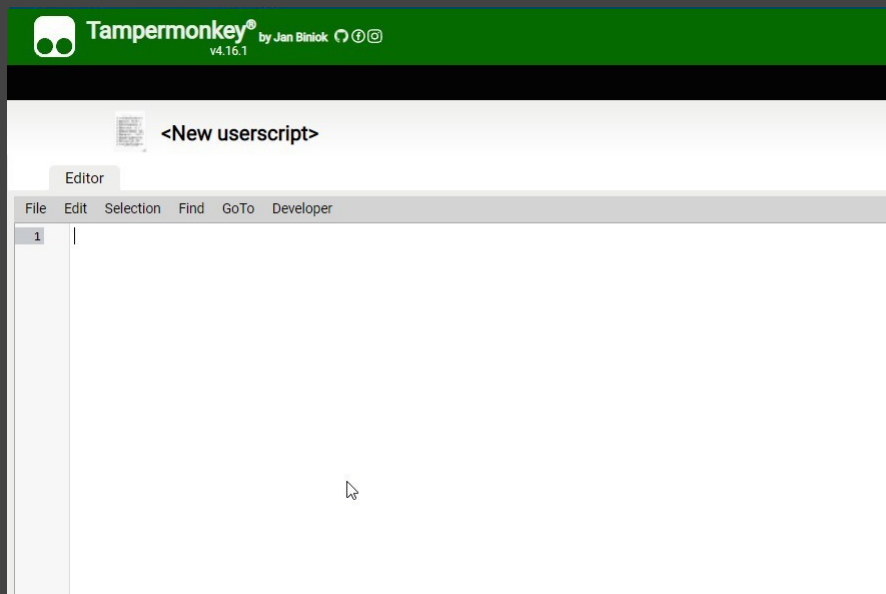 Tampermonkey® by Jan Biniok
v4.16.1
<New userscript>
Editor
File Edit Selection Find GoTo Developer
1